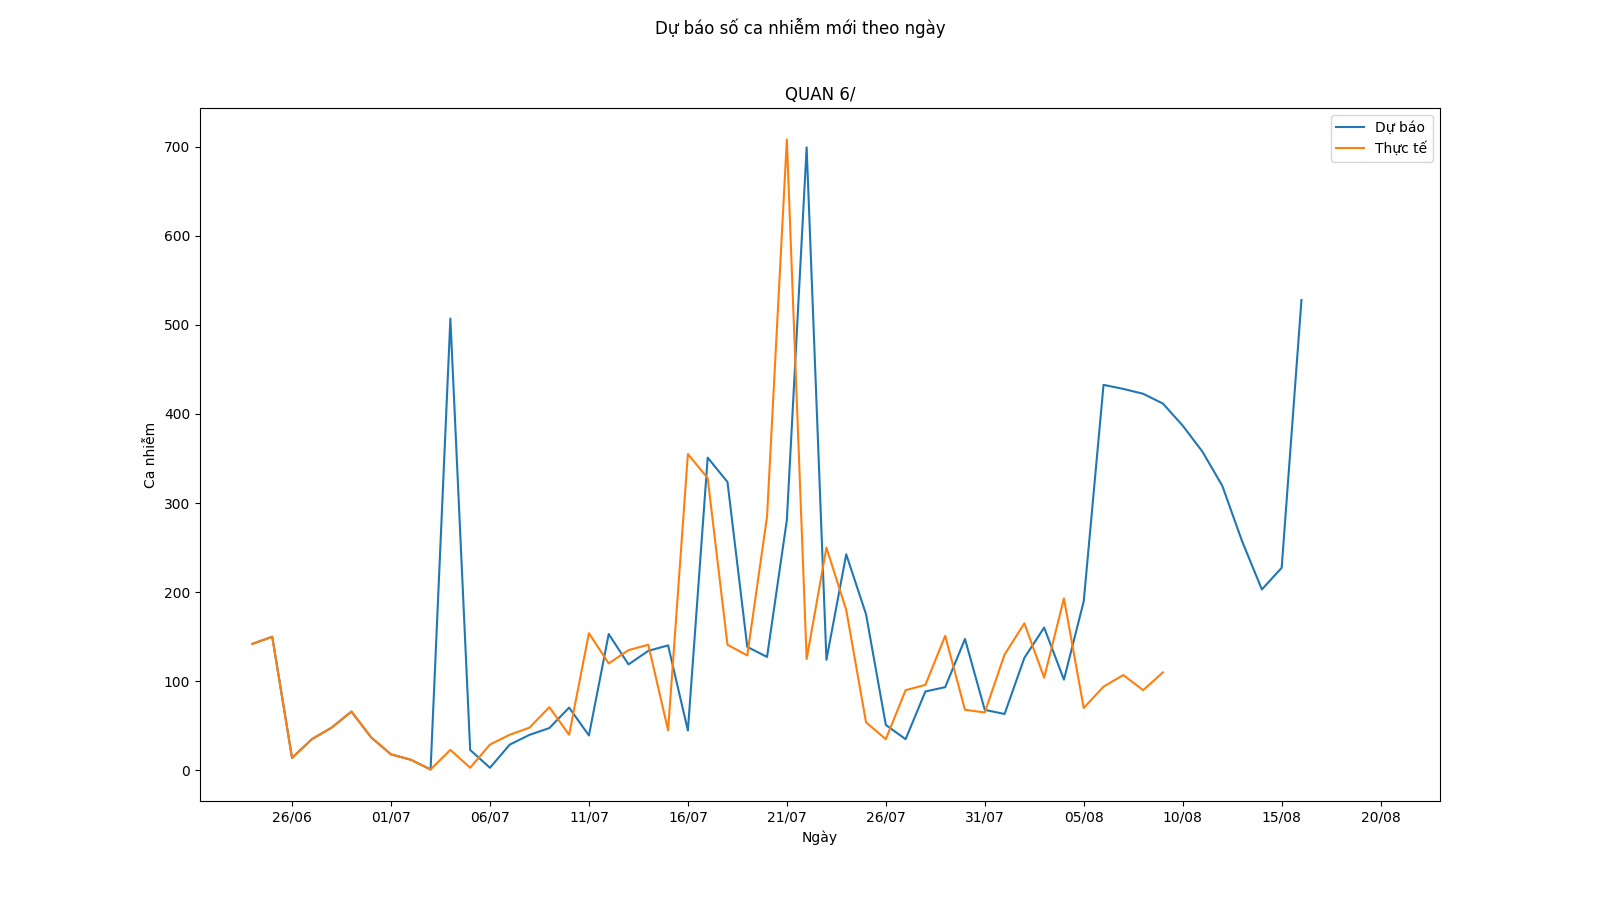 Dự báo số ca nhiễm mới theo ngày
QUAN 6/
Dự báo
Thực tế
700
600
500
400
300
200
100
0
Ca nhiễm
26/06 01/07 06/07 11/07 16/07 21/07 26/07 31/07 05/08 10/08 15/08 20/08
Ngày